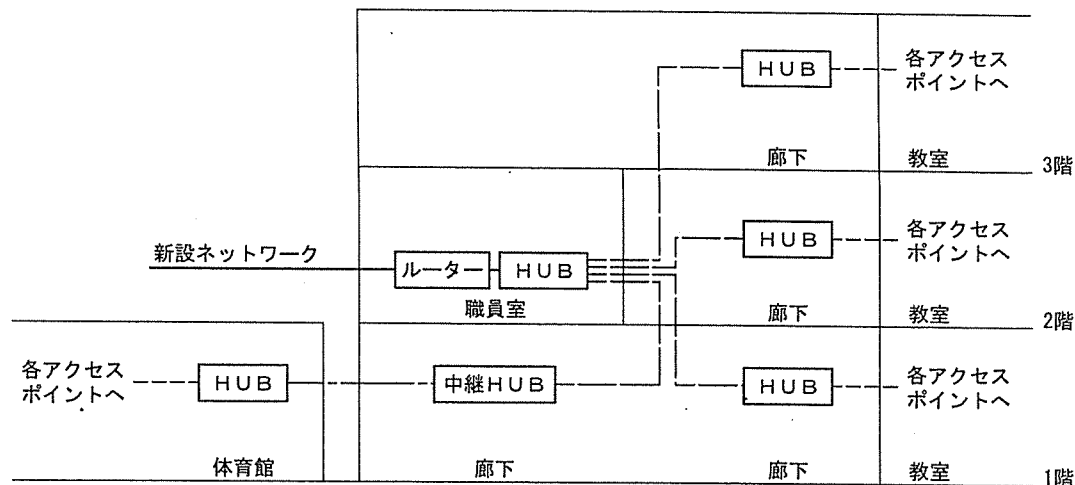 HUB
各アクセス
ポイントへ
廊下
教室
3階
新設ネットワーク
ルーター
HUB
職員室
HUB
各アクセス
ポイントへ
廊下
教室
2階
各アクセス
ポイントへ
HUB
中継HUB
HUB
各アクセス
ポイントへ
体育館
廊下
廊下
教室
1階